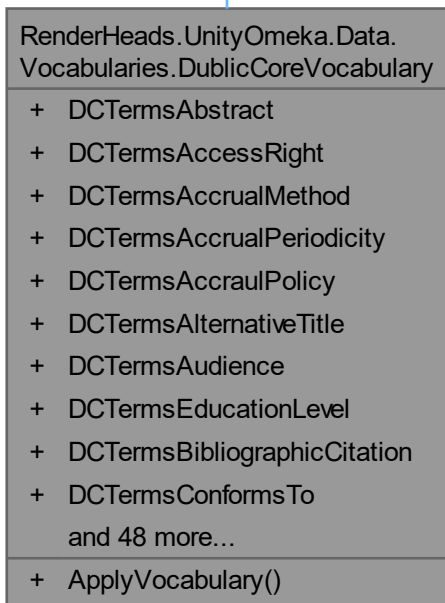 RenderHeads.UnityOmeka.Data.
Vocabularies.DublicCoreVocabulary
+ DCTermsAbstract
+ DCTermsAccessRight
+ DCTermsAccrualMethod
+ DCTermsAccrualPeriodicity
+ DCTermsAccraulPolicy
+ DCTermsAlternativeTitle
+ DCTermsAudience
+ DCTermsEducationLevel
+ DCTermsBibliographicCitation
+ DCTermsConformsTo
and 48 more...
+ ApplyVocabulary()